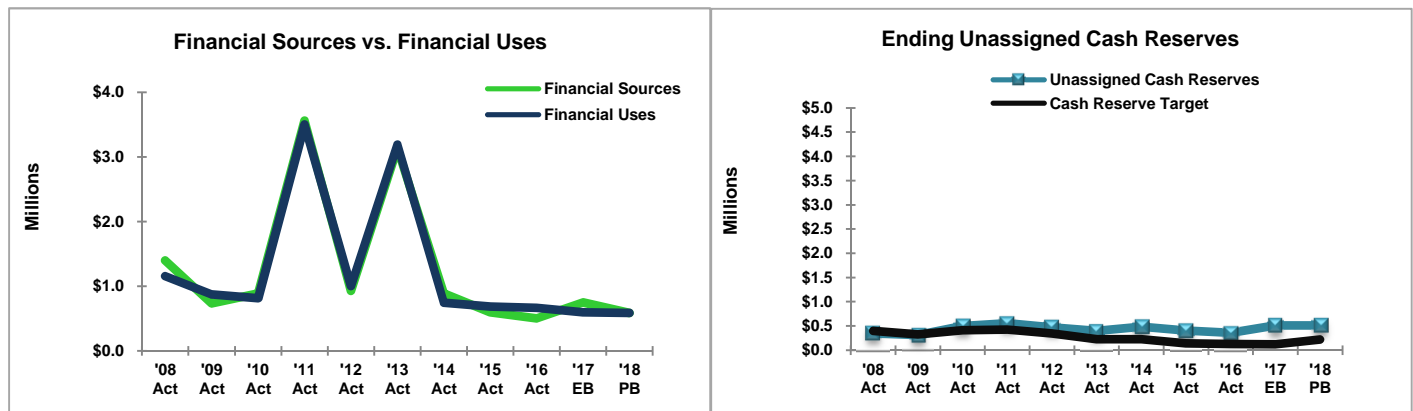 Financial Sources vs. Financial Uses
Financial Sources
Financial Uses
Millions
$4.0
$3.0
$2.0
$1.0
$0.0
'08 '09 '10 '11 '12 '13 '14 '15 '16 '17 '18
Act Act Act Act Act Act Act Act Act EB PB
Ending Unassigned Cash Reserves
Unassigned Cash Reserves
Cash Reserve Target
Millions
$5.0
$4.5
$4.0
$3.5
$3.0
$2.5
$2.0
$1.5
$1.0
$0.5
$0.0
'08 '09 '10 '11 '12 '13 '14 '15 '16 '17 '18
Act Act Act Act Act Act Act Act Act EB PB